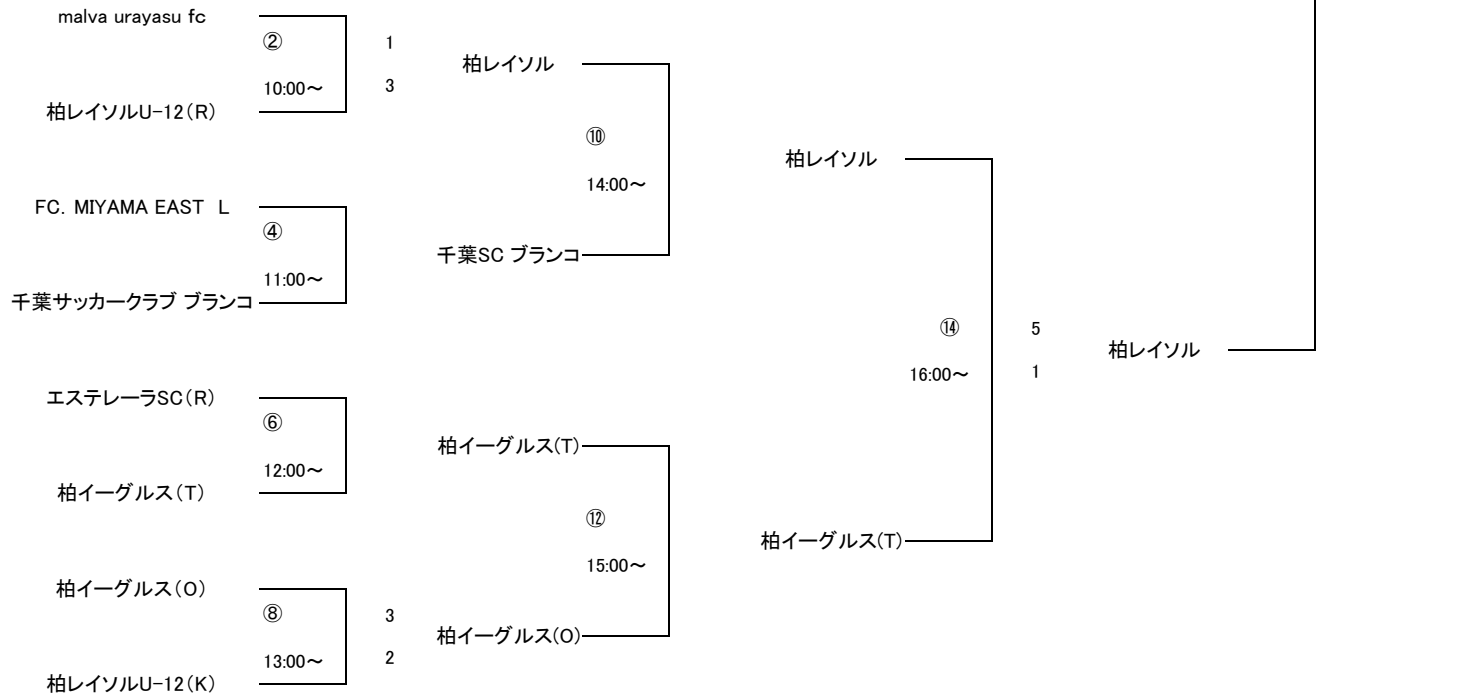 malva urayasu fc
②
10:00～
1
3
柏レイソルU-12(R)
柏レイソル
⑩
14:00～
FC. MIYAMA EAST L
④
11:00～
千葉サッカークラブ ブランコ
千葉SC ブランコ
柏レイソル
⑭
16:00～
5
1
柏レイソル
エステレーラSC(R)
⑥
12:00～
柏イーグルス(T)
柏イーグルス(T)
⑫
15:00～
柏イーグルス(T)
柏イーグルス(O)
⑧
13:00～
3
2
柏レイソルU-12(K)
柏イーグルス(O)